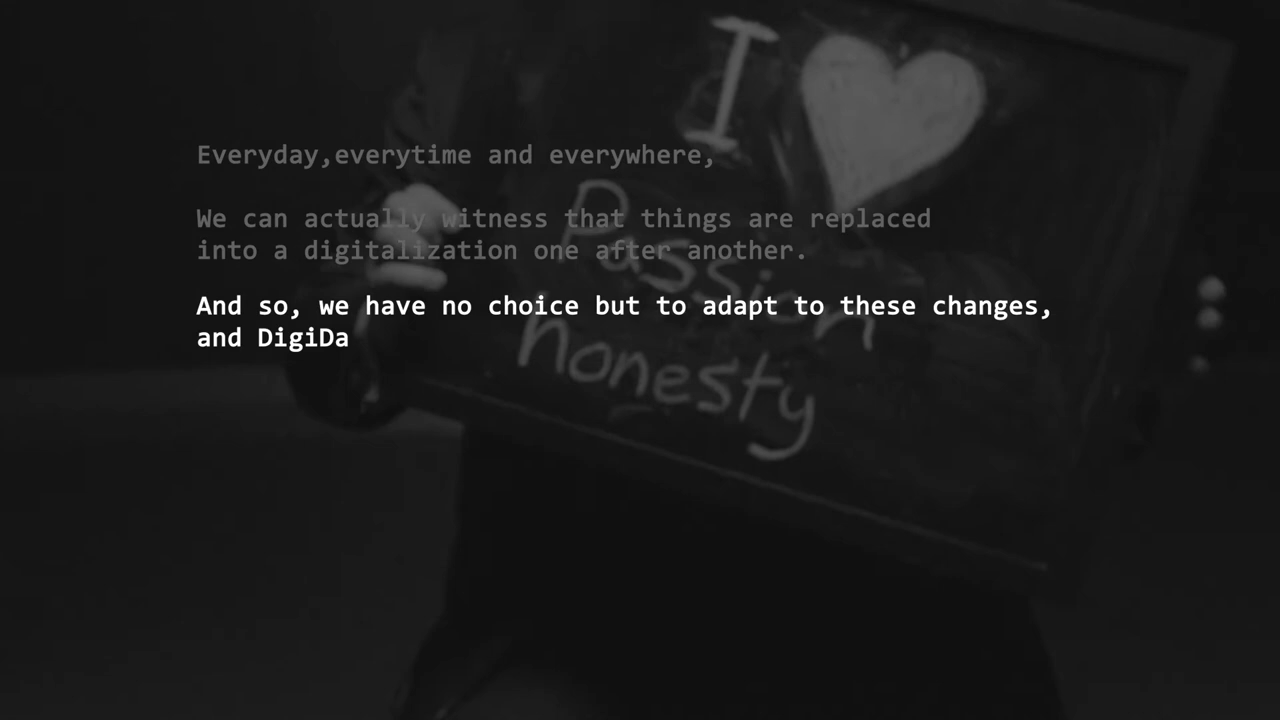 I ♥
Everyday,everytime and everywhere,
Passion
We can actually witness that things are replaced
into a digitalization one after another.
And so, we have no choice but to adapt to these changes,
and DigiDa
honesty